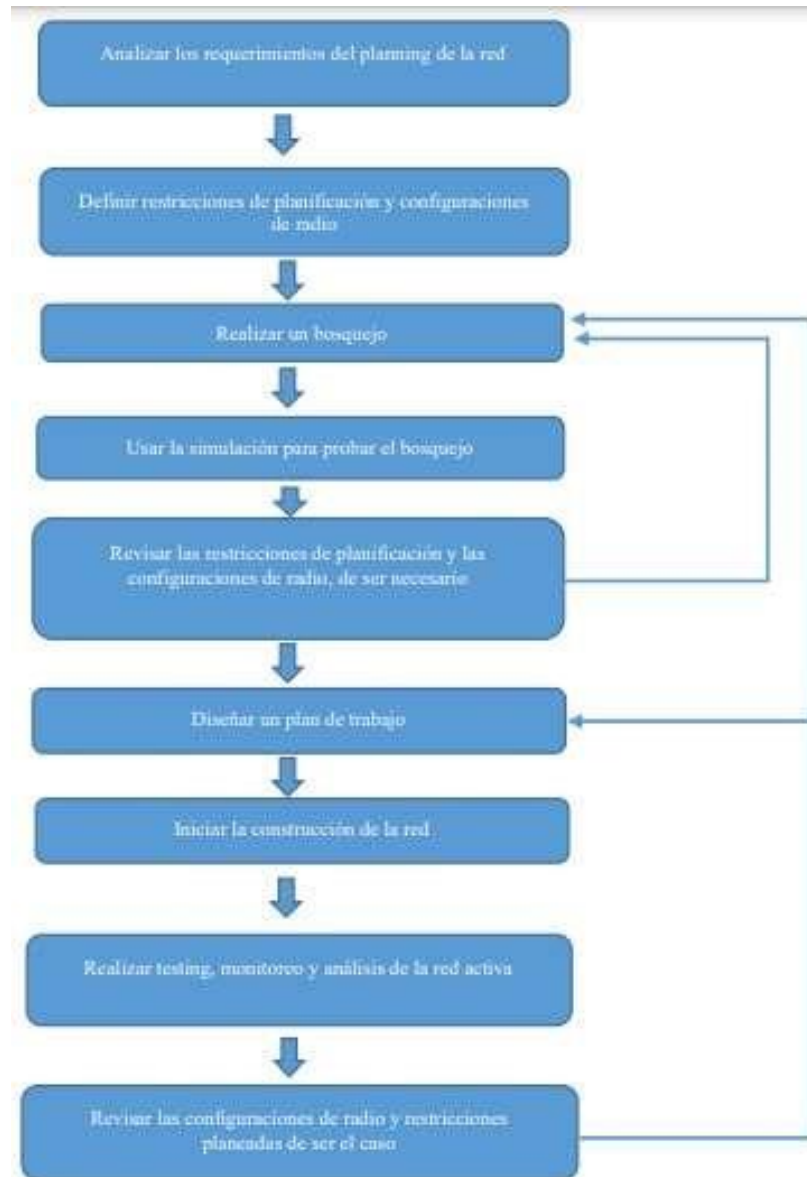 Analizar los requerimientos del planning de la red
Definir restricciones de planificación y configuraciones
de radio
Realizar un bosquejo
Usar la simulación para probar el bosquejo
Revisar las restricciones de planificación y las
configuraciones de radio, de ser necesario
Diseñar un plan de trabajo
Iniciar la construcción de la red
Realizar testing, monitoreo y análisis de la red activa
Revisar las configuraciones de radio y restricciones
planeadas de ser el caso